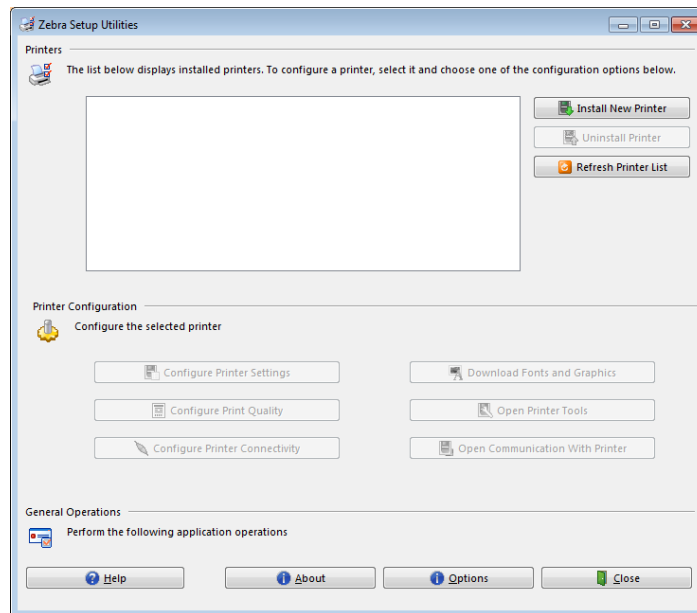 Zebra Setup Utilities
Printers
The list below displays installed printers. To configure a printer, select it and choose one of the configuration options below.
Install New Printer
Uninstall Printer
Refresh Printer List
Printer Configuration
Configure the selected printer
Configure Printer Settings
Download Fonts and Graphics
Configure Print Quality
Open Printer Tools
Configure Printer Connectivity
Open Communication With Printer
General Operations
Perform the following application operations
Help
About
Options
Close